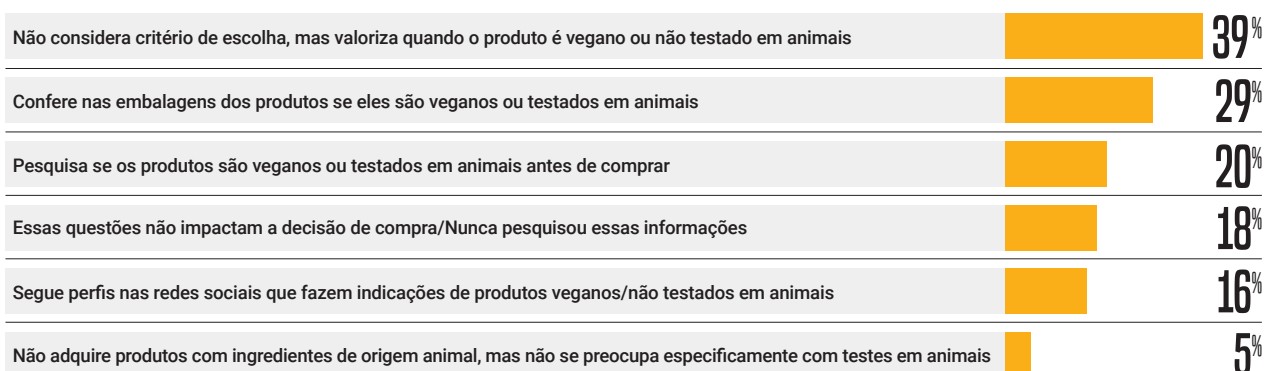 Não considera critério de escolha, mas valoriza quando o produto é vegano ou não testado em animais 39%
Confere nas embalagens dos produtos se eles são veganos ou testados em animais 29%
Pesquisa se os produtos são veganos ou testados em animais antes de comprar 20%
Essas questões não impactam a decisão de compra/Nunca pesquisou essas informações 18%
Segue perfis nas redes sociais que fazem indicações de produtos veganos/não testados em animais 16%
Não adquire produtos com ingredientes de origem animal, mas não se preocupa especificamente com testes em animais 5%